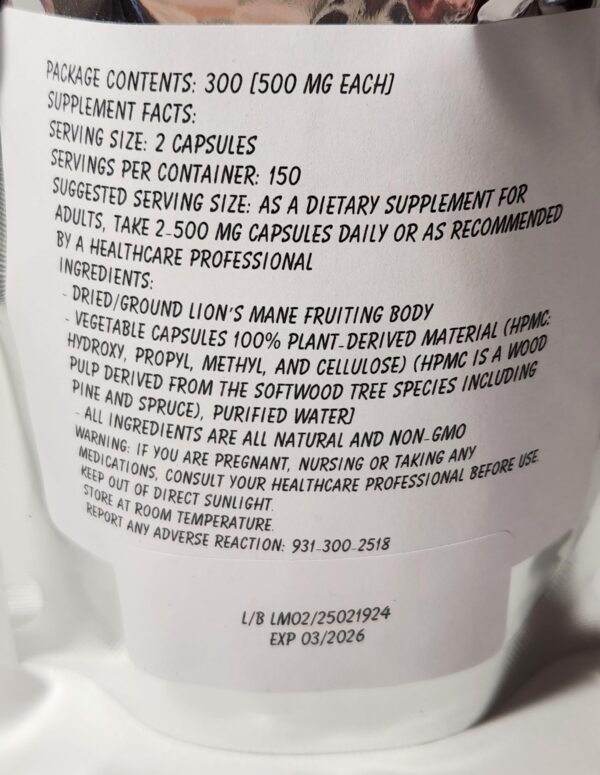 PACKAGE CONTENTS: 300 [500 MG EACH]
SUPPLEMENT FACTS:
SERVING SIZE: 2 CAPSULES
SERVINGS PER CONTAINER: 150
SUGGESTED SERVING SIZE: AS A DIETARY SUPPLEMENT FOR
ADULTS, TAKE 2-500 MG CAPSULES DAILY OR AS RECOMMENDED
BY A HEALTHCARE PROFESSIONAL
INGREDIENTS:
- DRIED/GROUND LION'S MANE FRUITING BODY
- VEGETABLE CAPSULES 100% PLANT-DERIVED MATERIAL (HPMC:
HYDROXY, PROPYL, METHYL, AND CELLULOSE) (HPMC IS A WOOD
PULP DERIVED FROM THE SOFTWOOD TREE SPECIES INCLUDING
PINE AND SPRUCE), PURIFIED WATER]
- ALL INGREDIENTS ARE ALL NATURAL AND NON-GMO
WARNING: IF YOU ARE PREGNANT, NURSING OR TAKING ANY
MEDICATIONS, CONSULT YOUR HEALTHCARE PROFESSIONAL BEFORE USE.
KEEP OUT OF DIRECT SUNLIGHT.
STORE AT ROOM TEMPERATURE.
REPORT ANY ADVERSE REACTION: 931-300-2518
L/B LM02/25021924
EXP 03/2026